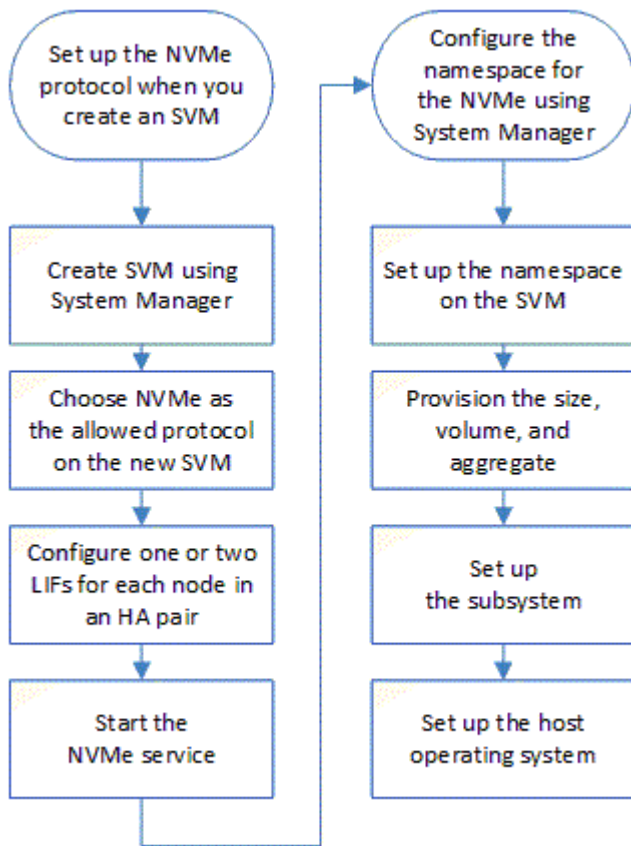 Set up the NVMe
protocol when you
create an SVM
Create SVM using
System Manager
Choose NVMe as
the allowed protocol
on the new SVM
Configure one or two
LIFs for each node in
an HA pair
Start the
NVMe service
Configure the
namespace for
the NVMe using
System Manager
Set up the namespace
on the SVM
Provision the size,
volume, and
aggregate
Set up
the subsystem
Set up the host
operating system